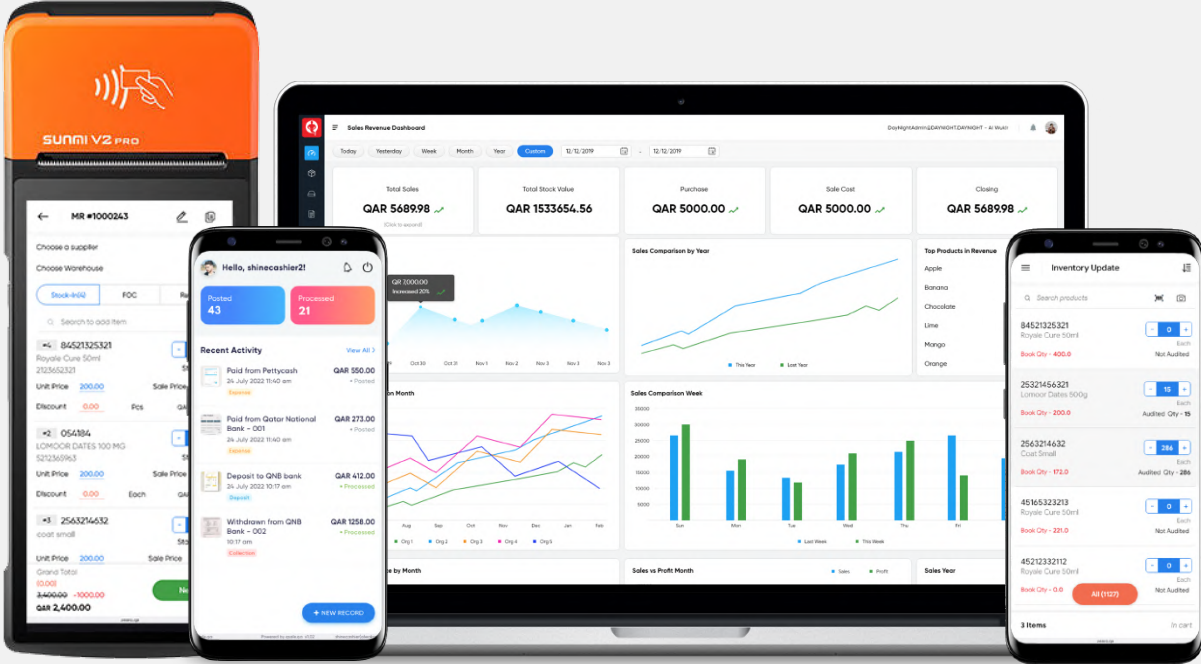 SUNMI V2 PRO
MR #1000243
Choose a supplier
Choose Warehouse
Stock-In(42)
FOC
Search to add item
#4 84521325321
Royale Cure 50ml
2123652321
Unit Price 200.00 Sale Price
Discount 0.00 Pcs
#2 054184
LOMOOR DATES 100 MG
5212365963
Unit Price 200.00 Sale Price
Discount 0.00 Each
#3 2563214632
coat small
Unit Price 200.00 Sale Price
Grand Total
(0.00)
3,400.00 -1000.00
QAR 2,400.00
Hello, shinecashier2!
Posted
43
Processed
21
Recent Activity
View All
Paid from Pettycash
QAR 550.00
24 July 2022 11:40 am
Posted
Expense
Paid from Qatar National
Bank - 001
QAR 273.00
24 July 2022 11:40 am
Posted
Expense
Deposit to QNB bank
QAR 412.00
24 July 2022 10:17 am
Processed
Deposit
Withdrawn from QNB
Bank - 002
QAR 1258.00
10:17 am
Processed
Collection
+ NEW RECORD
Sales Revenue Dashboard
Today
Yesterday
Week
Month
Year
Custom
12/12/2019
-
12/12/2019
Total Sales
QAR 5689.98
(Click to expand)
Total Stock Value
QAR 1533654.56
Purchase
QAR 5000.00
Sale Cost
QAR 5000.00
Closing
QAR 5689.98
QR 7,000.00
Increased 20%
Oct 30
Oct 31
Nov 1
Nov 2
Nov 3
Nov 3
Nov 3
Sales Comparison by Year
This Year
Last Year
Top Products in Revenue
Apple
Banana
Chocolate
Lime
Mango
Orange
Month
Aug
Sep
Oct
Nov
Dec
Jan
Feb
Org 1
Org 2
Org 3
Org 4
Org 5
Sales Comparison Week
35000
30000
25000
20000
15000
10000
5000
Sun
Mon
Tue
Wed
Thu
Fri
Last Week
This Week
by Month
Sales vs Profit Month
Sales
Profit
Sales Year
Inventory Update
Search products
84521325321
Royale Cure 50ml
- 0 +
Each
Book Qty - 400.0
Not Audited
25321456321
Lomoor Dates 500g
- 15 +
Each
Book Qty - 200.0
Audited Qty - 15
2563214632
Coat Small
- 286 +
Each
Book Qty - 172.0
Audited Qty - 286
45165323213
Royale Cure 50ml
- 0 +
Each
Book Qty - 221.0
Not Audited
45212332112
Royale Cure 50ml
- 0 +
Each
Book Qty - 0.0
Not Audited
All (1127)
3 Items
In cart